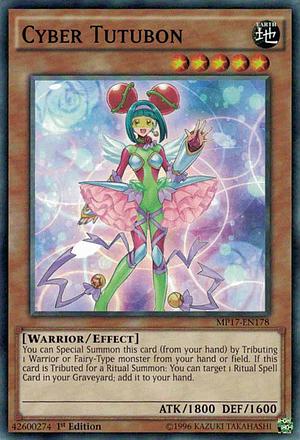 CYBER TUTUBON
EARTH
地
MP17-EN178
[WARRIOR/EFFECT]
You can Special Summon this card (from your hand) by Tributing
1 Warrior or Fairy-Type monster from your hand or field. If this
card is Tributed for a Ritual Summon: You can target 1 Ritual Spell
Card in your Graveyard; add it to your hand.
ATK/1800 DEF/1600
42600274 1st Edition ©1996 KAZUKI TAKAHASHI